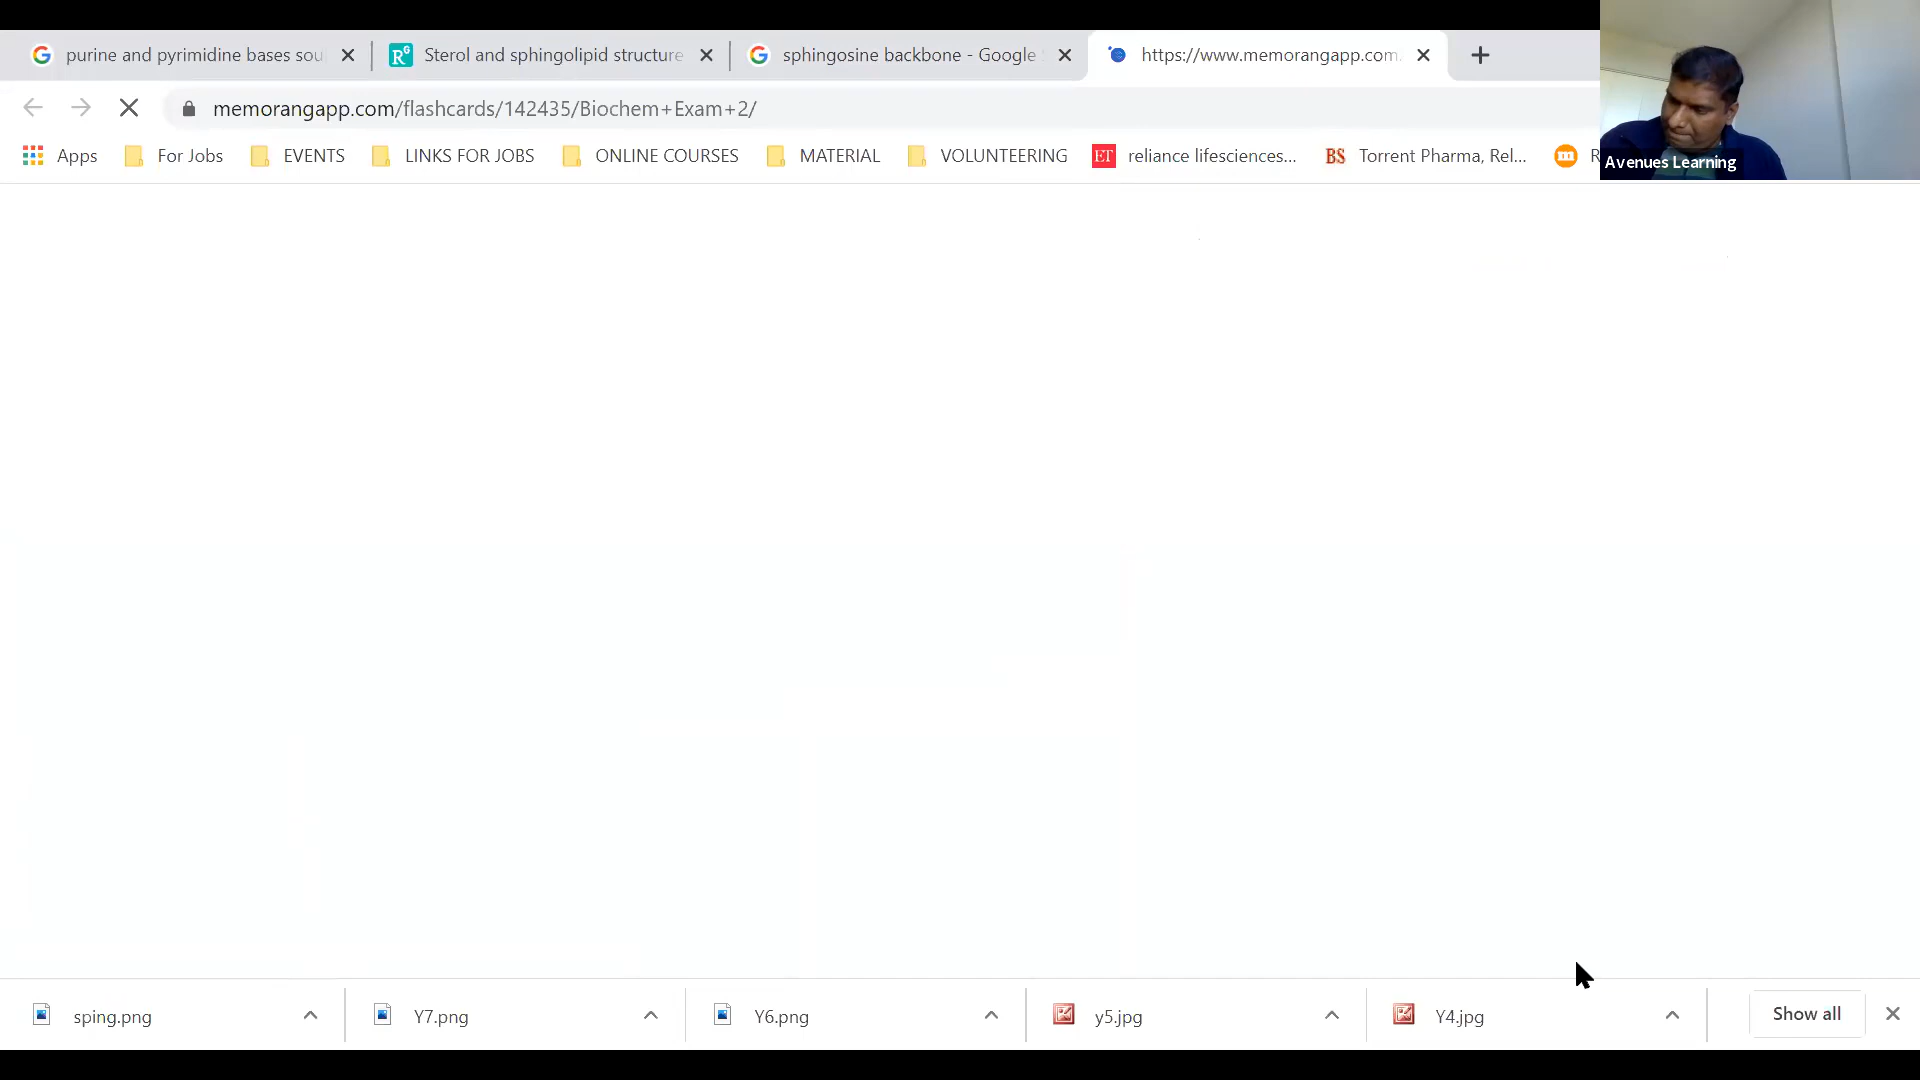 purine and pyrimidine bases sou
Sterol and sphingolipid structure
sphingosine backbone - Google
https://www.memorangapp.com
memorangapp.com/flashcards/142435/Biochem+Exam+2/
Apps
For Jobs
EVENTS
LINKS FOR JOBS
ONLINE COURSES
MATERIAL
VOLUNTEERING
ET
reliance lifesciences...
BS
Torrent Pharma, Rel...
Avenues Learning
sping.png
Y7.png
Y6.png
y5.jpg
Y4.jpg
Show all